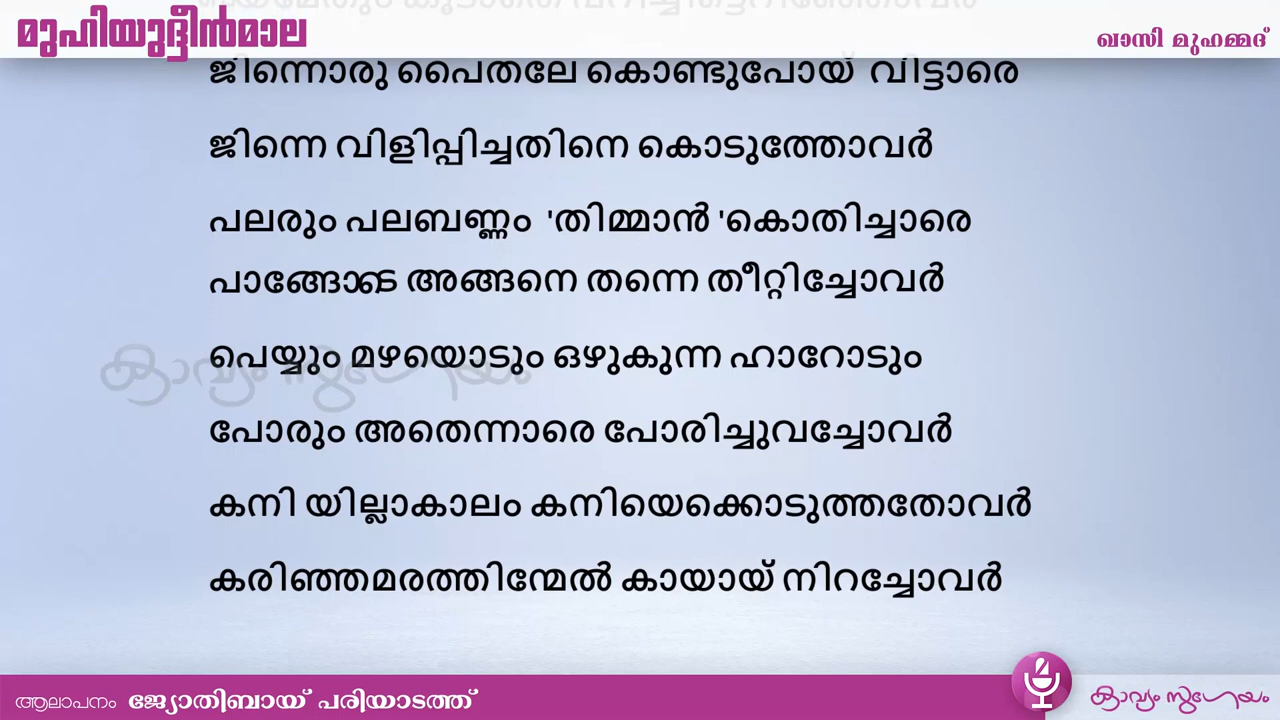 മുഹിയുദ്ദീൻമാല
ഖാസി മുഹമ്മദ്
ജിന്നൊരു പൈതലേ കൊണ്ടുപോയ് വിട്ടാരെ
ജിന്നെ വിളിപ്പിച്ചതിനെ കൊടുത്തോവർ
പലരും പലബണ്ണം 'തിമ്മാൻ 'കൊതിച്ചാരെ
അങ്ങനെ തന്നെ തീറ്റിച്ചോവർ
പെയ്യും മഴയൊടും ഒഴുകുന്ന ഹാറോടും
കാവ്യം സുഗേയം
പോരും അതെന്നാരെ പോരിച്ചുവച്ചോവർ
കനി യില്ലാകാലം കനിയെക്കൊടുത്തതോവർ
കരിഞ്ഞമരത്തിന്മേൽ കായായ് നിറച്ചോവർ
ആലാപനം ജ്യോതിബായ് പരിയാടത്ത്
കാവ്യം സുഗേയം